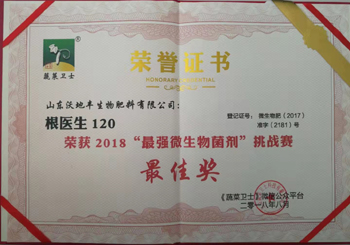 蔬菜卫士
荣誉证书
HONORARY CREDENTIAL
山东沃地丰生物肥料有限公司：
登记证号：微生物肥（2017）
准字（2181）号
根医生 120
荣获 2018“最强微生物菌剂”挑战赛
最佳奖
《蔬菜卫士》微信公众平台
二零一八年八月